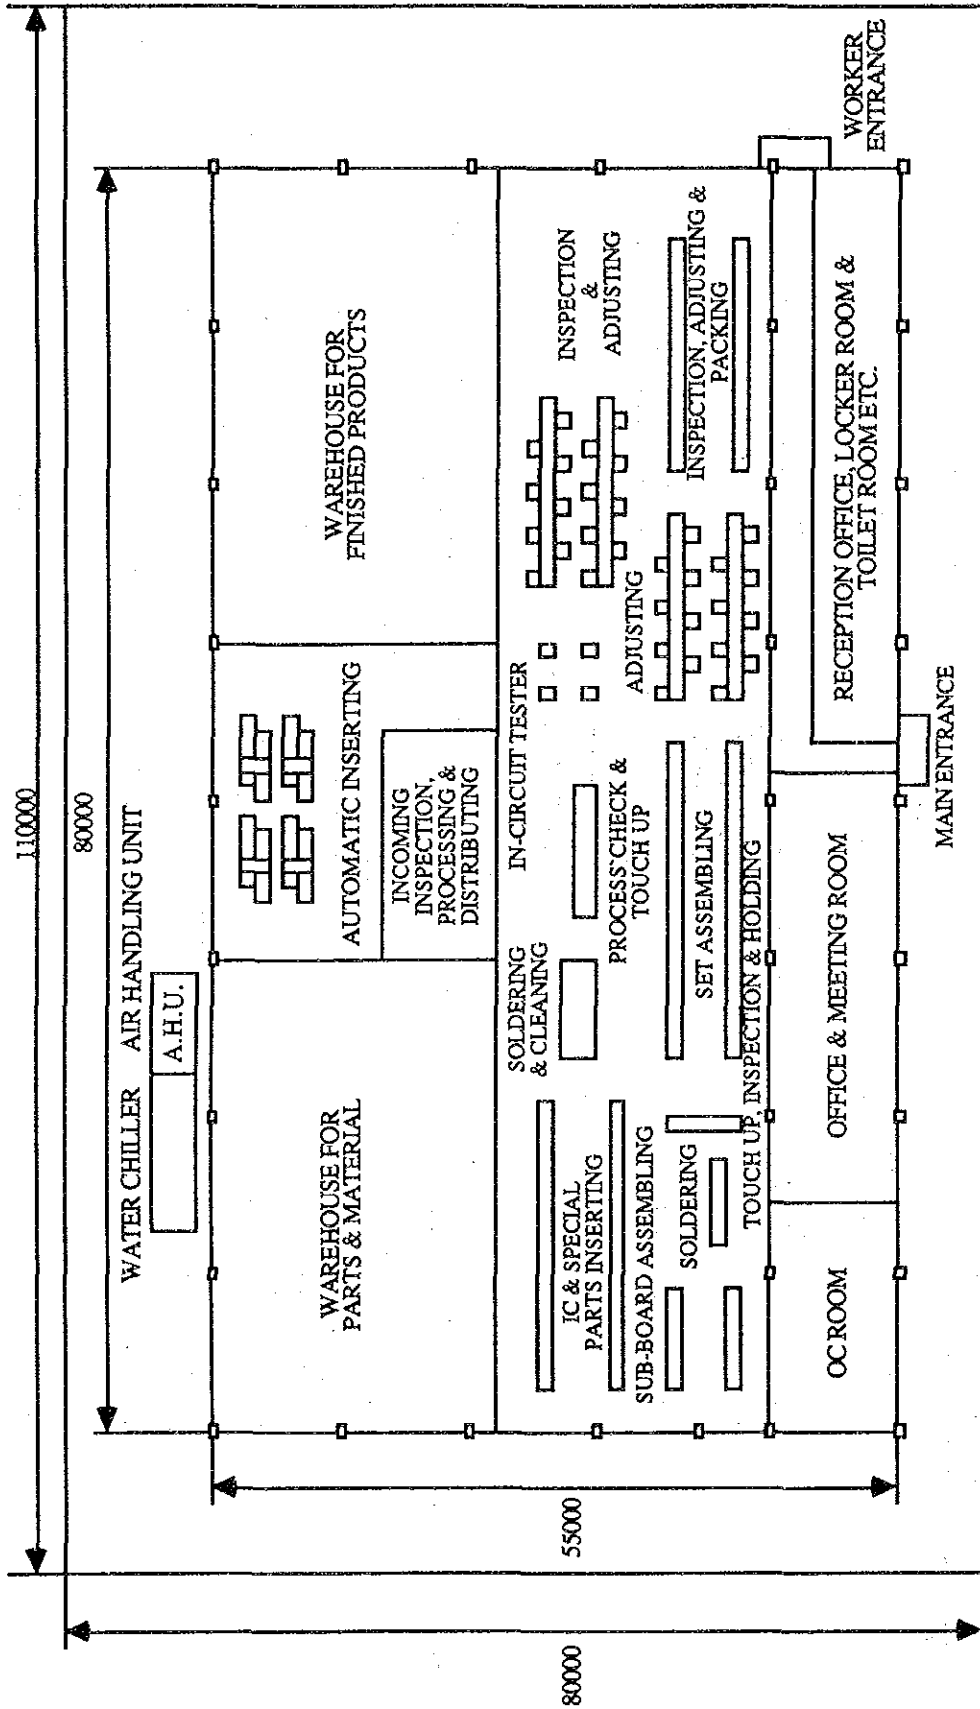 110000
80000
WATER CHILLER
AIR HANDLING UNIT
A.H.U.
WAREHOUSE FOR
PARTS & MATERIAL
AUTOMATIC INSERTING
INCOMING
INSPECTION,
PROCESSING &
DISTRIBUTING
WAREHOUSE FOR
FINISHED PRODUCTS
IC & SPECIAL
PARTS INSERTING
SOLDERING
& CLEANING
IN-CIRCUIT TESTER
PROCESS CHECK &
TOUCH UP
INSPECTION
&
ADJUSTING
ADJUSTING
SUB-BOARD ASSEMBLING
SOLDERING
SET ASSEMBLING
TOUCH UP, INSPECTION & HOLDING
INSPECTION, ADJUSTING &
PACKING
OC ROOM
OFFICE & MEETING ROOM
RECEPTION OFFICE, LOCKER ROOM &
TOILET ROOM ETC.
MAIN ENTRANCE
WORKER
ENTRANCE
55000
80000